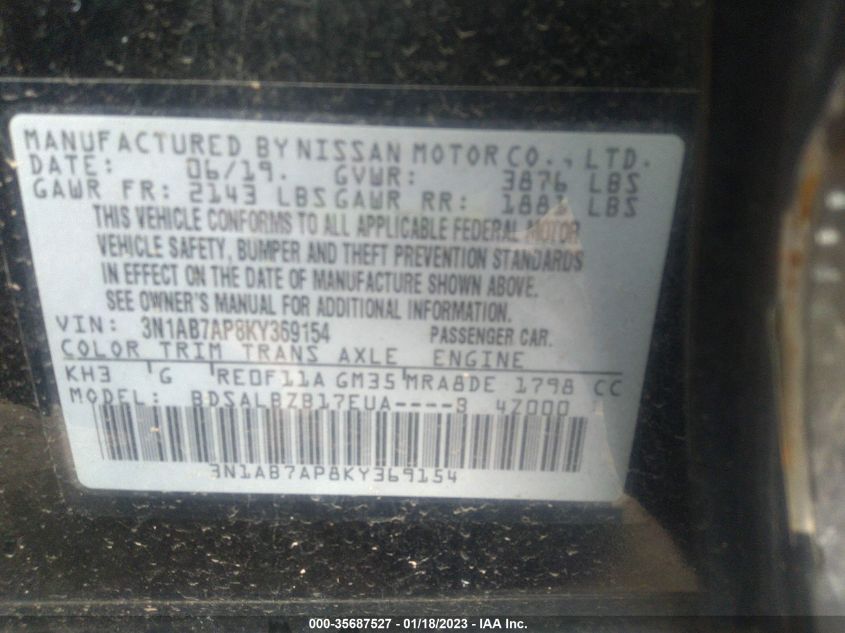 MANUFACTURED BY NISSAN MOTOR CO., LTD.
DATE: 06/19. GVWR: 3876 LBS
GAWR FR: 2143 LBS GAWR RR: 1881 LBS
THIS VEHICLE CONFORMS TO ALL APPLICABLE FEDERAL MOTOR
VEHICLE SAFETY, BUMPER AND THEFT PREVENTION STANDARDS
IN EFFECT ON THE DATE OF MANUFACTURE SHOWN ABOVE.
SEE OWNER'S MANUAL FOR ADDITIONAL INFORMATION.
VIN: 3N1AB7AP8KY369154 PASSENGER CAR.
COLOR TRIM TRANS AXLE ENGINE
KH3 G RE0F11A GM35 MRA8DE 1798 CC
MODEL: BDSALBZB17EUA----B 4Z000
3N1AB7AP8KY369154
000-35687527 - 01/18/2023 - IAA Inc.